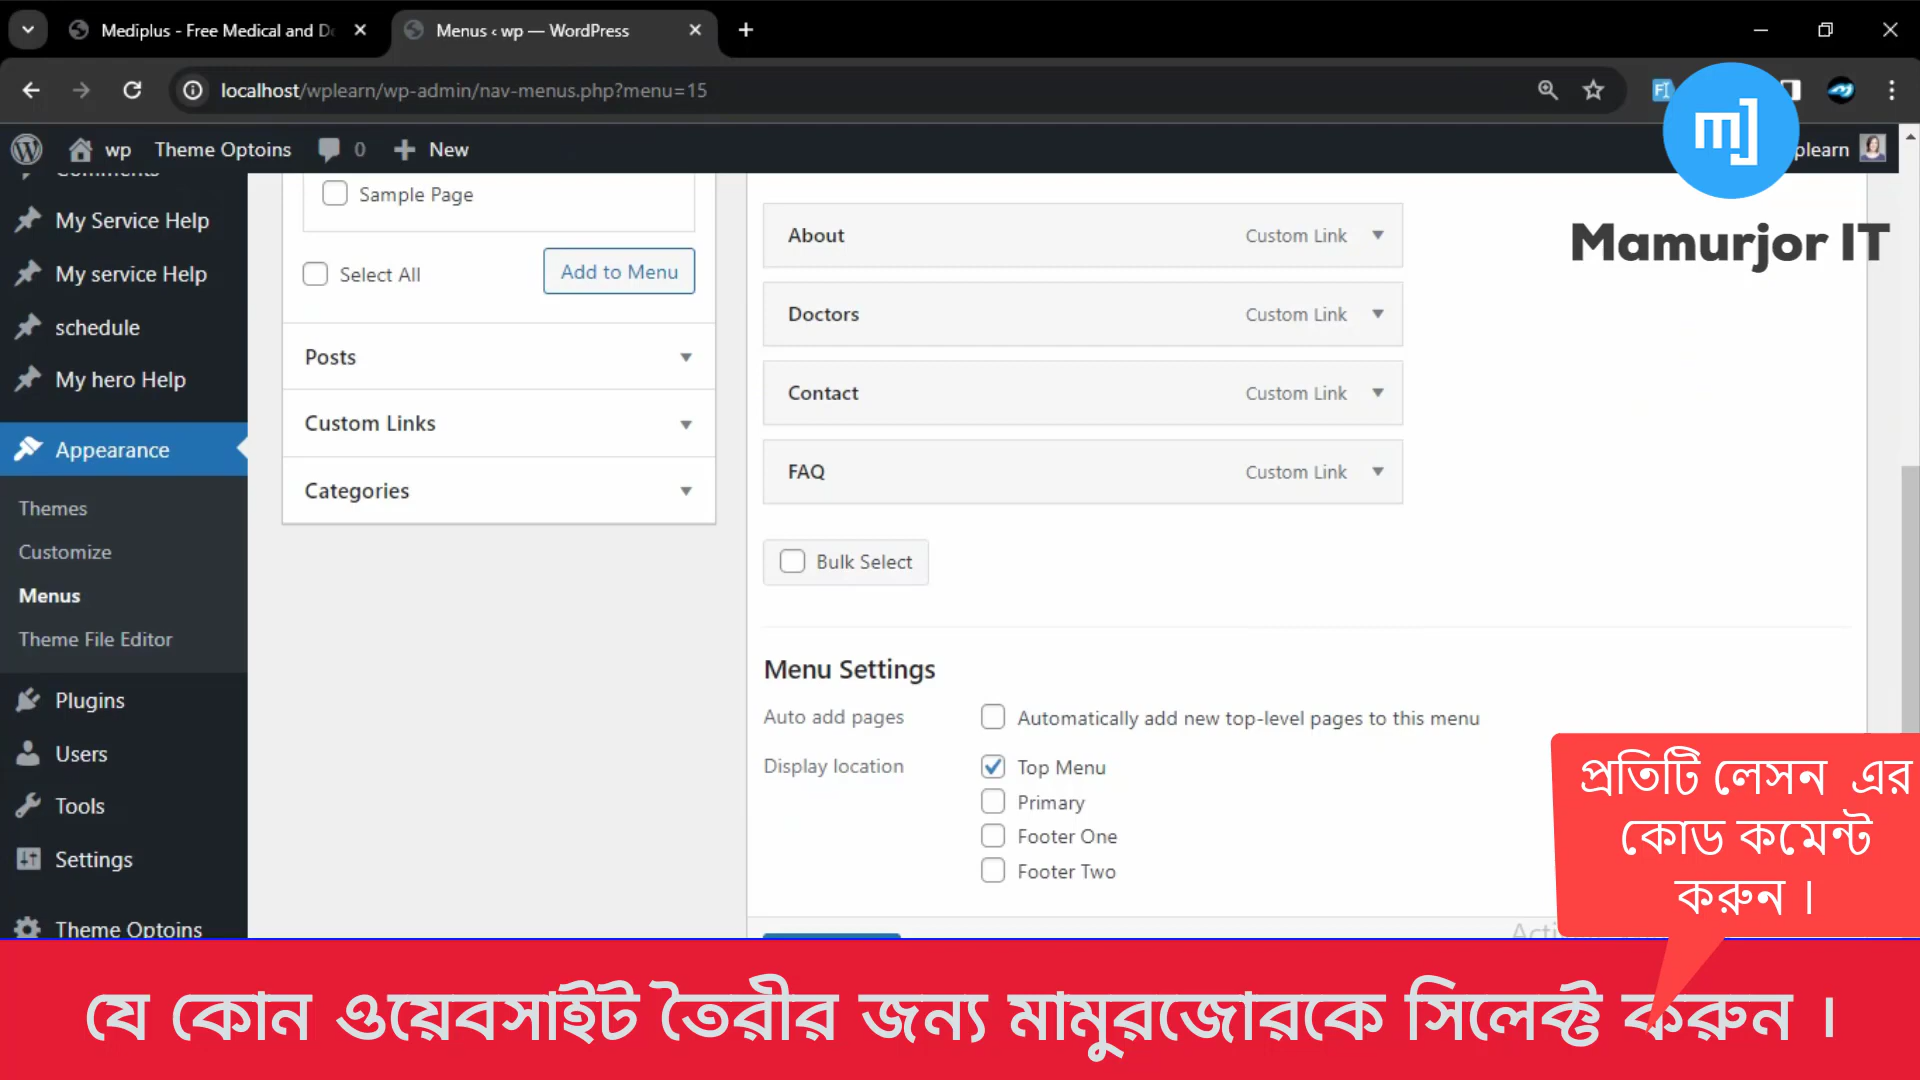 Mediplus - Free Medical and Do
Menus ‹ wp — WordPress
localhost/wplearn/wp-admin/nav-menus.php?menu=15
wp
Theme Optoins
0
New
plearn
mj
Mamurjor IT
Comments
My Service Help
My service Help
schedule
My hero Help
Appearance
Themes
Customize
Menus
Theme File Editor
Plugins
Users
Tools
Settings
Theme Optoins
Sample Page
Select All
Add to Menu
Posts
Custom Links
Categories
About Custom Link
Doctors Custom Link
Contact Custom Link
FAQ Custom Link
Bulk Select
Menu Settings
Auto add pages
Automatically add new top-level pages to this menu
Display location
Top Menu
Primary
Footer One
Footer Two
প্রতিটি লেসন এর
কোড কমেন্ট
করুন ।
যে কোন ওয়েবসাইট তৈরীর জন্য মামুরজোরকে সিলেক্ট করুন ।